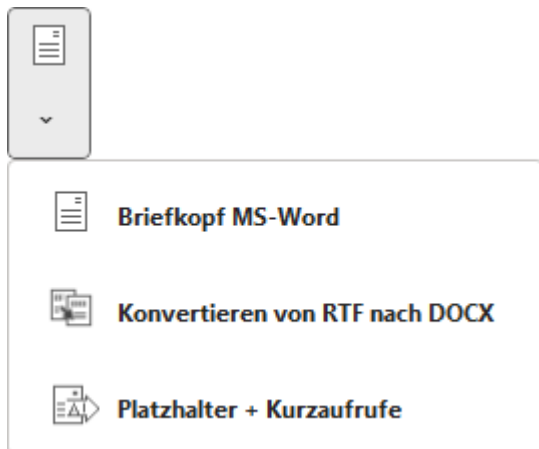 Briefkopf MS-Word
Konvertieren von RTF nach DOCX
Platzhalter + Kurzaufrufe